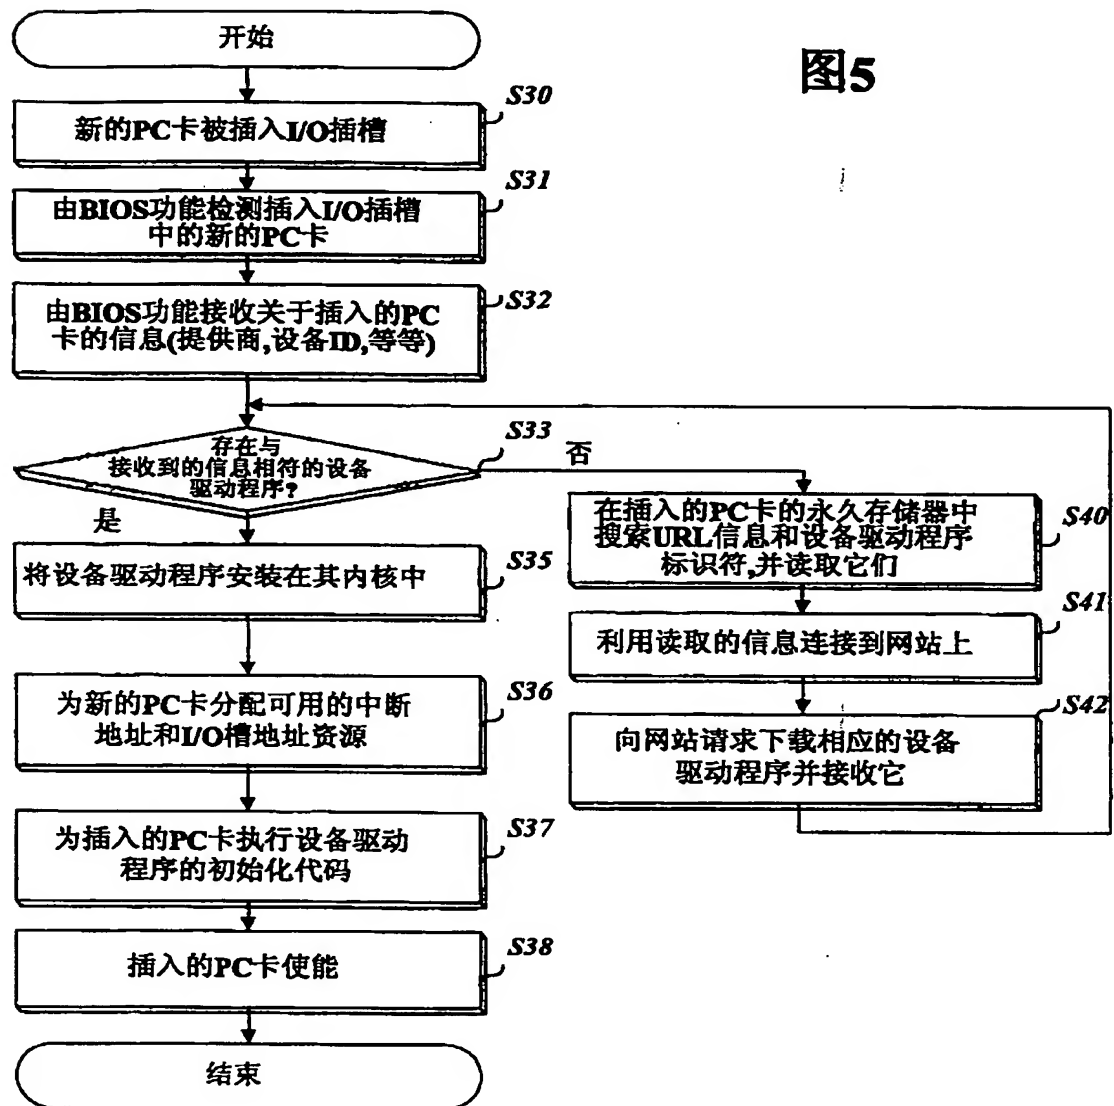 图5
开始
S30
新的PC卡被插入I/O插槽
S31
由BIOS功能检测插入I/O插槽
中的新的PC卡
S32
由BIOS功能接收关于插入的PC
卡的信息(提供商,设备ID,等等)
S33
存在与
接收到的信息相符的设备
驱动程序?
否
是
S35
将设备驱动程序安装在其内核中
S36
为新的PC卡分配可用的中断
地址和I/O槽地址资源
S37
为插入的PC卡执行设备驱动
程序的初始化代码
S38
插入的PC卡使能
结束
S40
在插入的PC卡的永久存储器中
搜索URL信息和设备驱动程序
标识符,并读取它们
S41
利用读取的信息连接到网站上
S42
向网站请求下载相应的设备
驱动程序并接收它